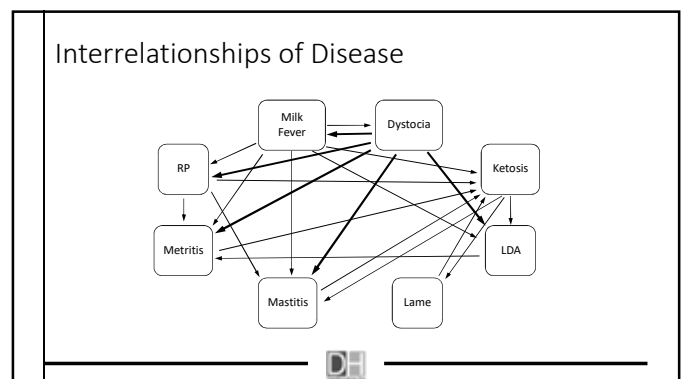 Interrelationships of Disease
Milk
Fever
Dystocia
RP
Ketosis
Metritis
LDA
Mastitis
Lame
DH